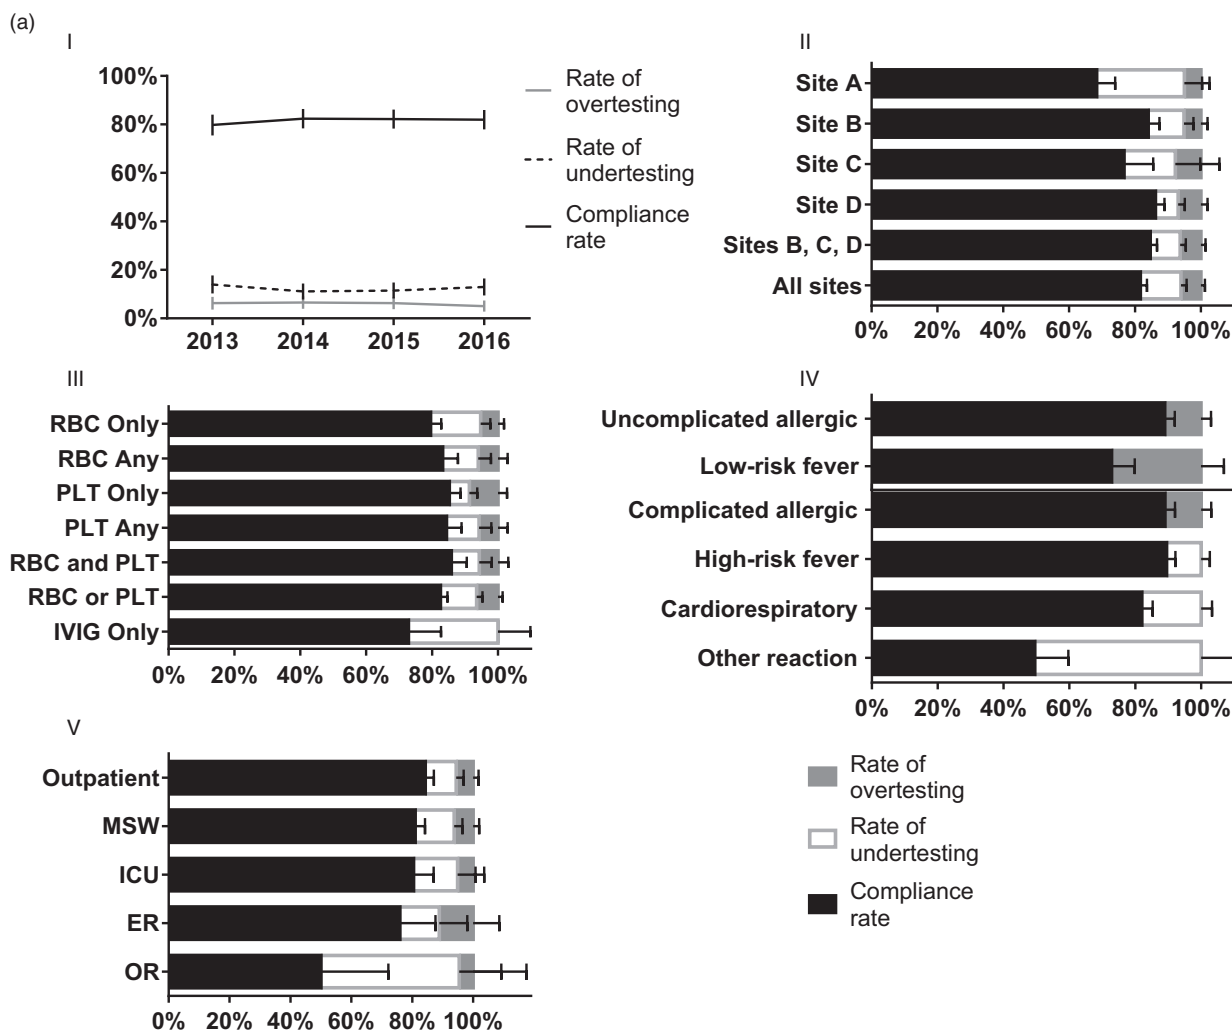 (a)
I
100%
80%
60%
40%
20%
0%
2013 2014 2015 2016
Rate of
overtesting
Rate of
undertesting
Compliance
rate
II
Site A
Site B
Site C
Site D
Sites B, C, D
All sites
0% 20% 40% 60% 80% 100%
III
RBC Only
RBC Any
PLT Only
PLT Any
RBC and PLT
RBC or PLT
IVIG Only
0% 20% 40% 60% 80% 100%
IV
Uncomplicated allergic
Low-risk fever
Complicated allergic
High-risk fever
Cardiorespiratory
Other reaction
0% 20% 40% 60% 80% 100%
V
Outpatient
MSW
ICU
ER
OR
0% 20% 40% 60% 80% 100%
Rate of
overtesting
Rate of
undertesting
Compliance
rate